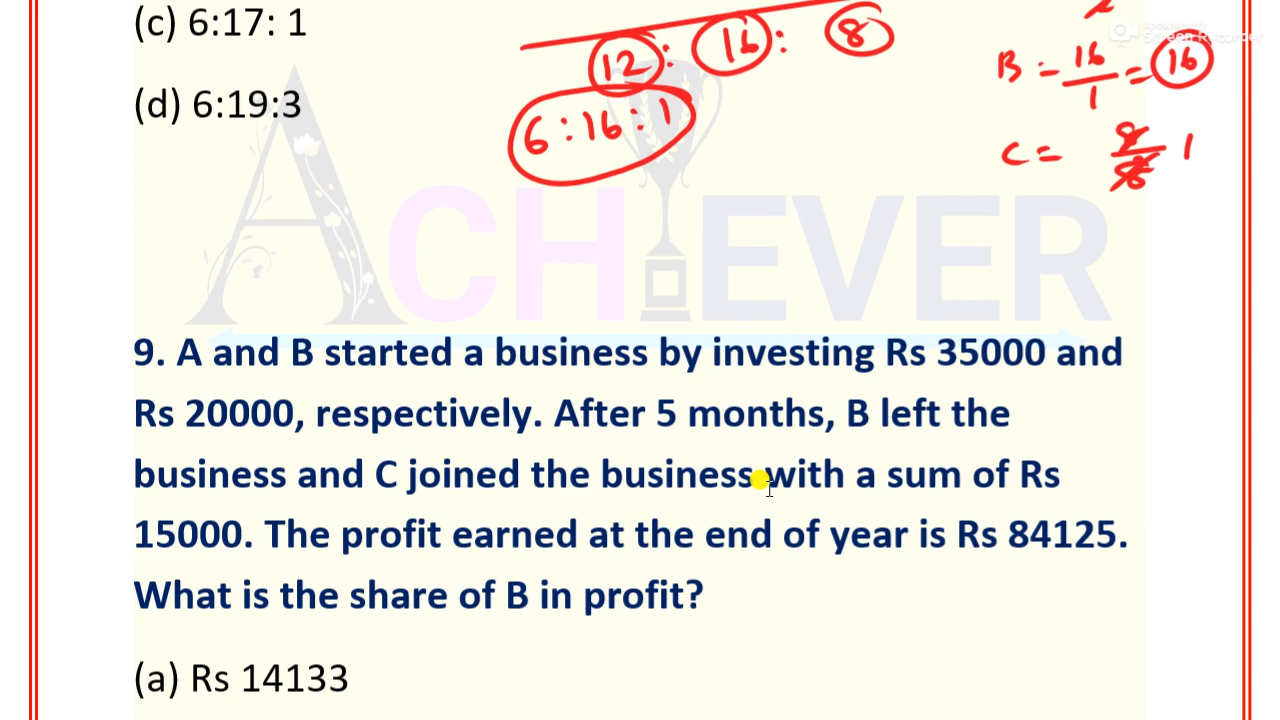 (c) 6:17: 1
12 : 16 : 8
B = 16/1 = 16
Screen Recorder
(d) 6:19:3
6 : 16 : 1
C = 8/8 1
ACHIEVER
9. A and B started a business by investing Rs 35000 and
Rs 20000, respectively. After 5 months, B left the
business and C joined the business with a sum of Rs
15000. The profit earned at the end of year is Rs 84125.
What is the share of B in profit?
(a) Rs 14133